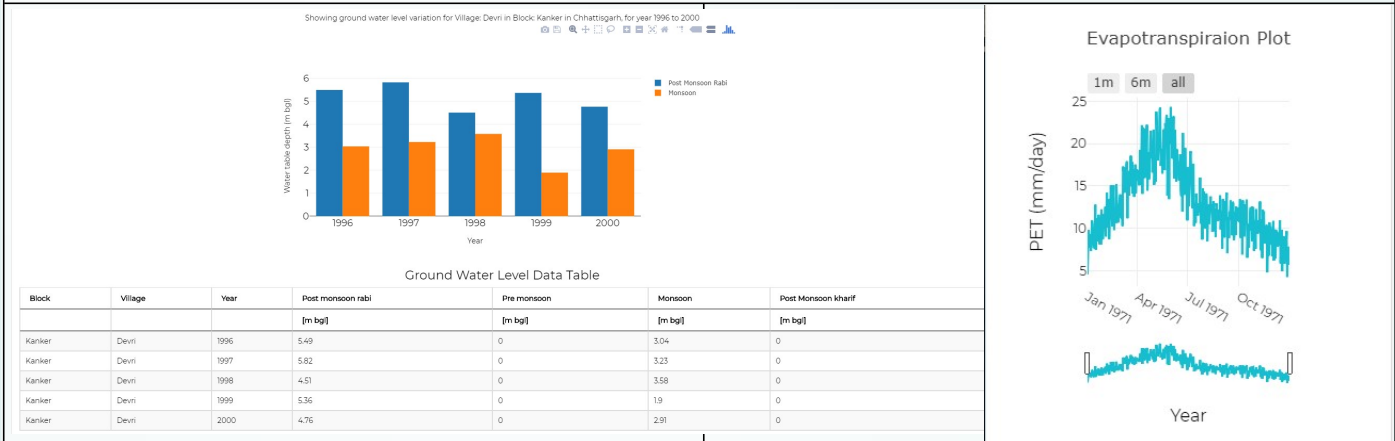 Showing ground water level variation for Village: Devri in Block: Kanker in Chhattisgarh, for year 1996 to 2000
6
5
4
3
2
1
0
Water table depth (m bgl)
1996 1997 1998 1999 2000
Year
Post Monsoon Rabi
Monsoon
Ground Water Level Data Table
Block Village Year Post monsoon rabi Pre monsoon Monsoon Post Monsoon kharif
[m bgl] [m bgl] [m bgl] [m bgl]
Kanker Devri 1996 5.49 0 3.04 0
Kanker Devri 1997 5.82 0 3.23 0
Kanker Devri 1998 4.51 0 3.58 0
Kanker Devri 1999 5.36 0 1.9 0
Kanker Devri 2000 4.76 0 2.91 0
Evapotranspiraion Plot
1m 6m all
25
20
15
10
5
PET (mm/day)
Jan 1971 Apr 1971 Jul 1971 Oct 1971
Year